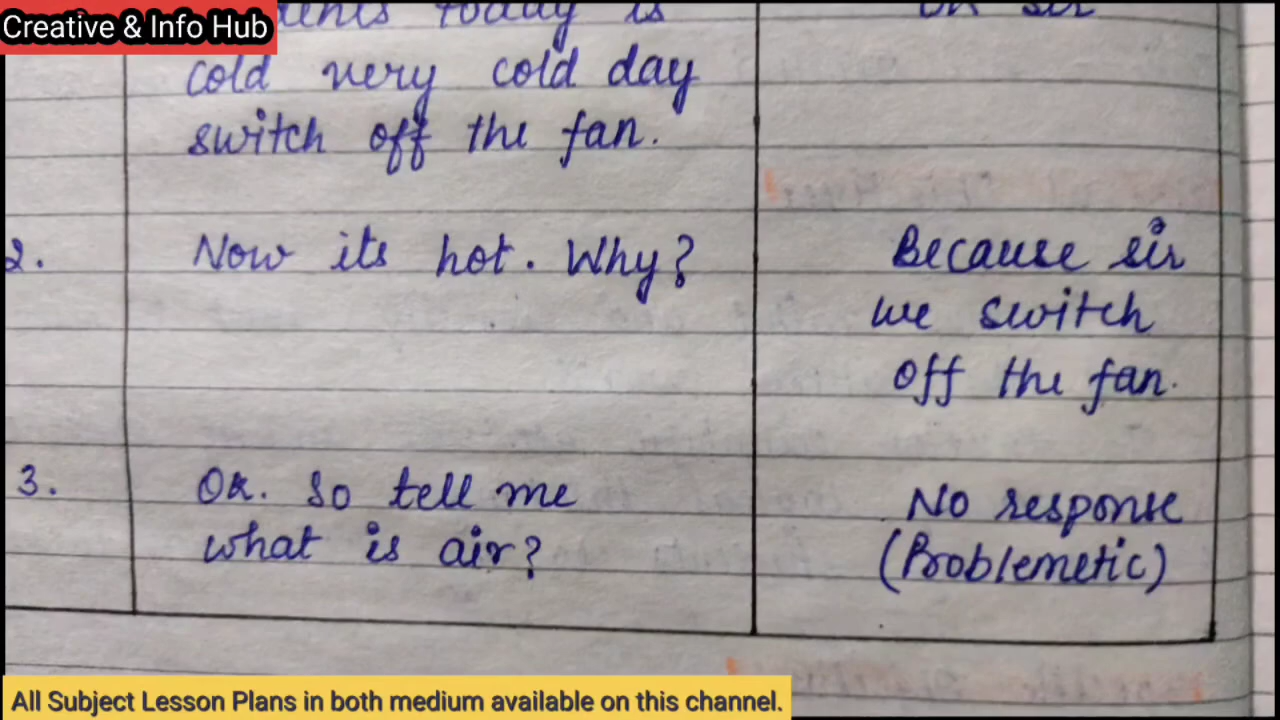 Creative & Info Hub
today is
cold very cold day
switch off the fan.
2.
Now its hot. Why?
Because sir
we switch
off the fan.
3.
Ok. So tell me
what is air?
No response
(Problemetic)
All Subject Lesson Plans in both medium available on this channel.